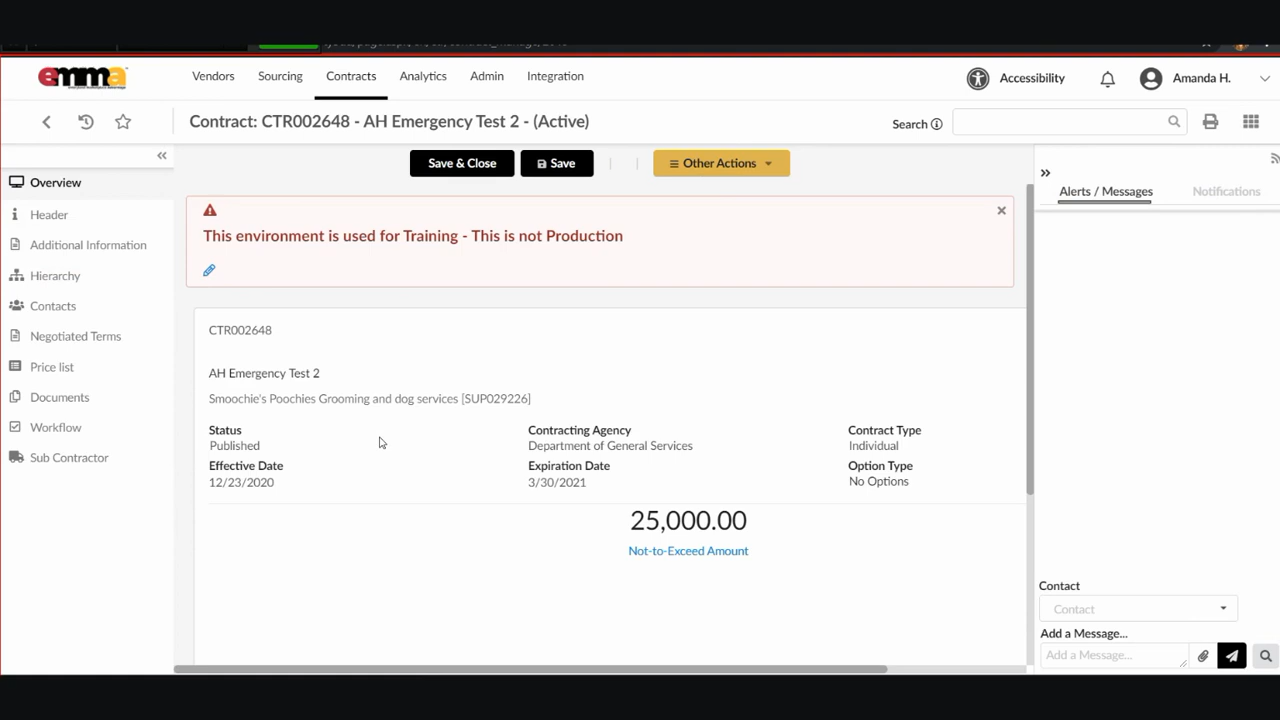 emma
Vendors Sourcing Contracts Analytics Admin Integration
Accessibility
Amanda H.
Contract: CTR002648 - AH Emergency Test 2 - (Active)
Search
Save & Close
Save
Other Actions
Alerts / Messages
Notifications
Overview
Header
Additional Information
Hierarchy
Contacts
Negotiated Terms
Price list
Documents
Workflow
Sub Contractor
This environment is used for Training - This is not Production
CTR002648
AH Emergency Test 2
Smoochie's Poochies Grooming and dog services [SUP029226]
Status
Published
Contracting Agency
Department of General Services
Contract Type
Individual
Effective Date
12/23/2020
Expiration Date
3/30/2021
Option Type
No Options
25,000.00
Not-to-Exceed Amount
Contact
Contact
Add a Message...
Add a Message...